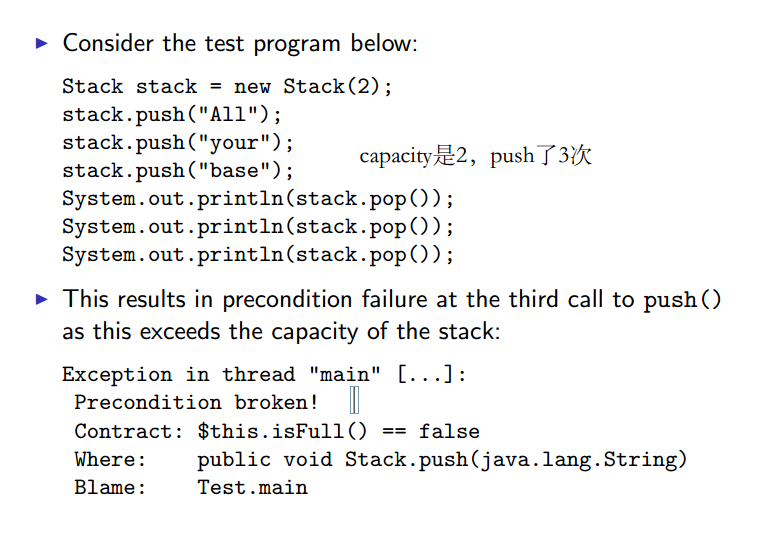 ▶ Consider the test program below:
Stack stack = new Stack(2);
stack.push("All");
stack.push("your");
capacity是2，push了3次
stack.push("base");
System.out.println(stack.pop());
System.out.println(stack.pop());
System.out.println(stack.pop());
▶ This results in precondition failure at the third call to push()
as this exceeds the capacity of the stack:
Exception in thread "main" [...]:
Precondition broken!
Contract: $this.isFull() == false
Where: public void Stack.push(java.lang.String)
Blame: Test.main